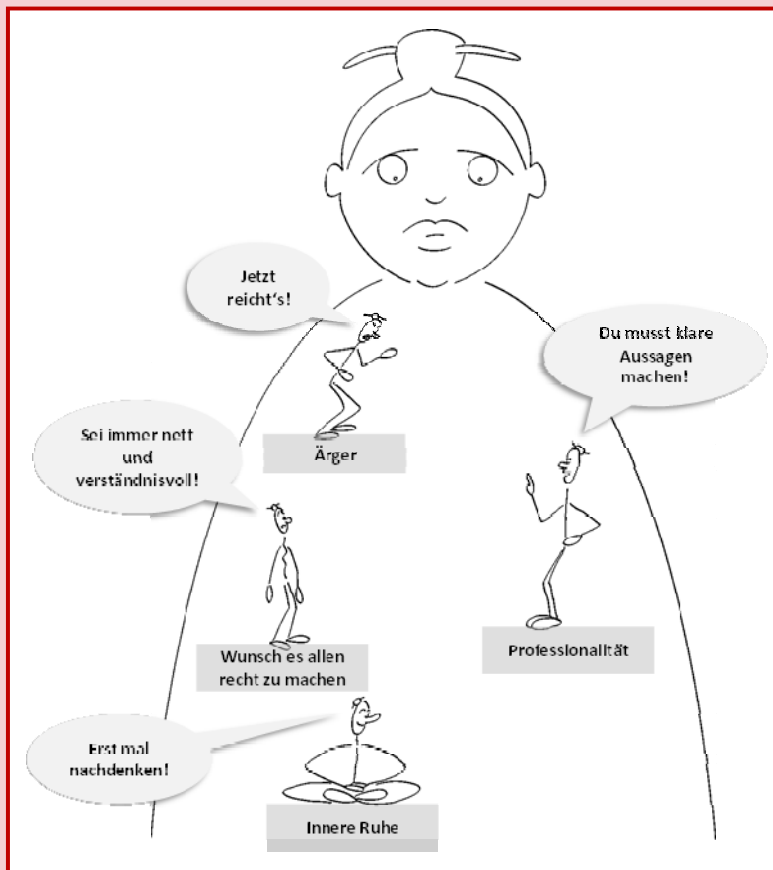 Jetzt
reicht's!
Du musst klare
Aussagen
machen!
Sei immer nett
und
verständnisvoll!
Ärger
Wunsch es allen
recht zu machen
Professionalität
Erst mal
nachdenken!
Innere Ruhe